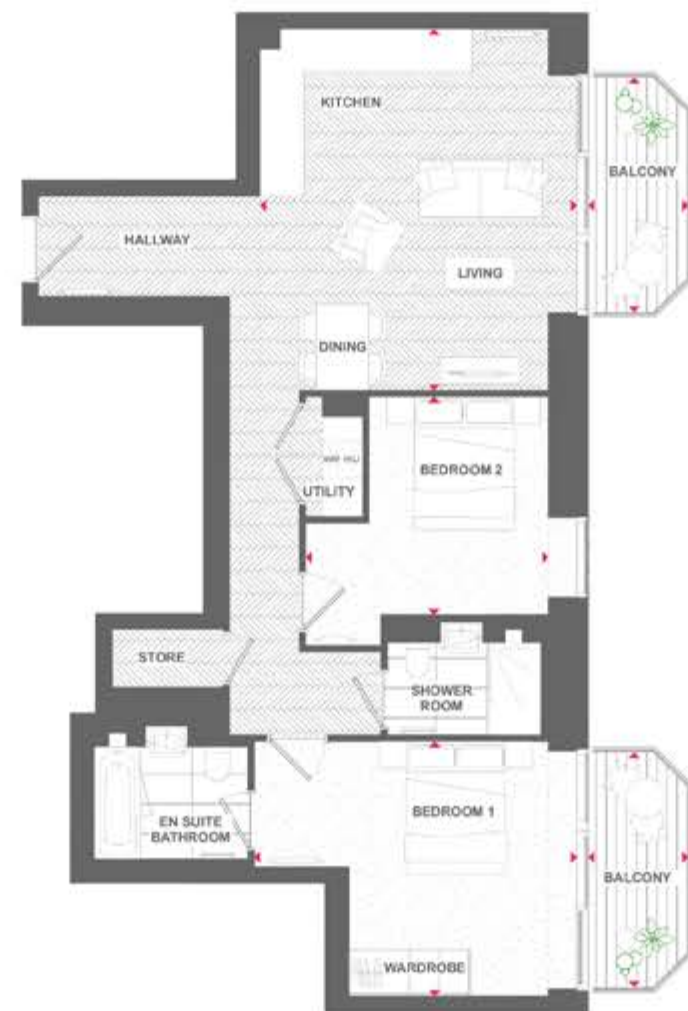 KITCHEN
BALCONY
HALLWAY
LIVING
DINING
BEDROOM 2
UTILITY
STORE
SHOWER
ROOM
BEDROOM 1
EN SUITE
BATHROOM
BALCONY
WARDROBE